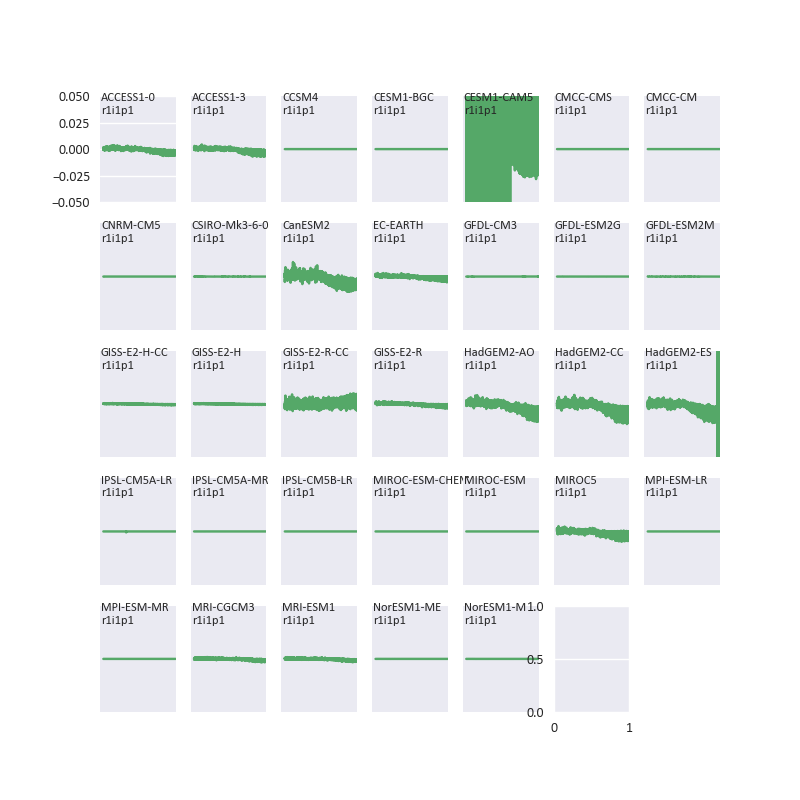 0.050
0.025
0.000
−0.025
−0.050
ACCESS1-0
r1i1p1
ACCESS1-3
r1i1p1
CCSM4
r1i1p1
CESM1-BGC
r1i1p1
CESM1-CAM5
r1i1p1
CMCC-CMS
r1i1p1
CMCC-CM
r1i1p1
CNRM-CM5
r1i1p1
CSIRO-Mk3-6-0
r1i1p1
CanESM2
r1i1p1
EC-EARTH
r1i1p1
GFDL-CM3
r1i1p1
GFDL-ESM2G
r1i1p1
GFDL-ESM2M
r1i1p1
GISS-E2-H-CC
r1i1p1
GISS-E2-H
r1i1p1
GISS-E2-R-CC
r1i1p1
GISS-E2-R
r1i1p1
HadGEM2-AO
r1i1p1
HadGEM2-CC
r1i1p1
HadGEM2-ES
r1i1p1
IPSL-CM5A-LR
r1i1p1
IPSL-CM5A-MR
r1i1p1
IPSL-CM5B-LR
r1i1p1
MIROC-ESM-CHEM
r1i1p1
MIROC-ESM
r1i1p1
MIROC5
r1i1p1
MPI-ESM-LR
r1i1p1
MPI-ESM-MR
r1i1p1
MRI-CGCM3
r1i1p1
MRI-ESM1
r1i1p1
NorESM1-ME
r1i1p1
NorESM1-M
r1i1p1
1.0
0.5
0.0
0
1